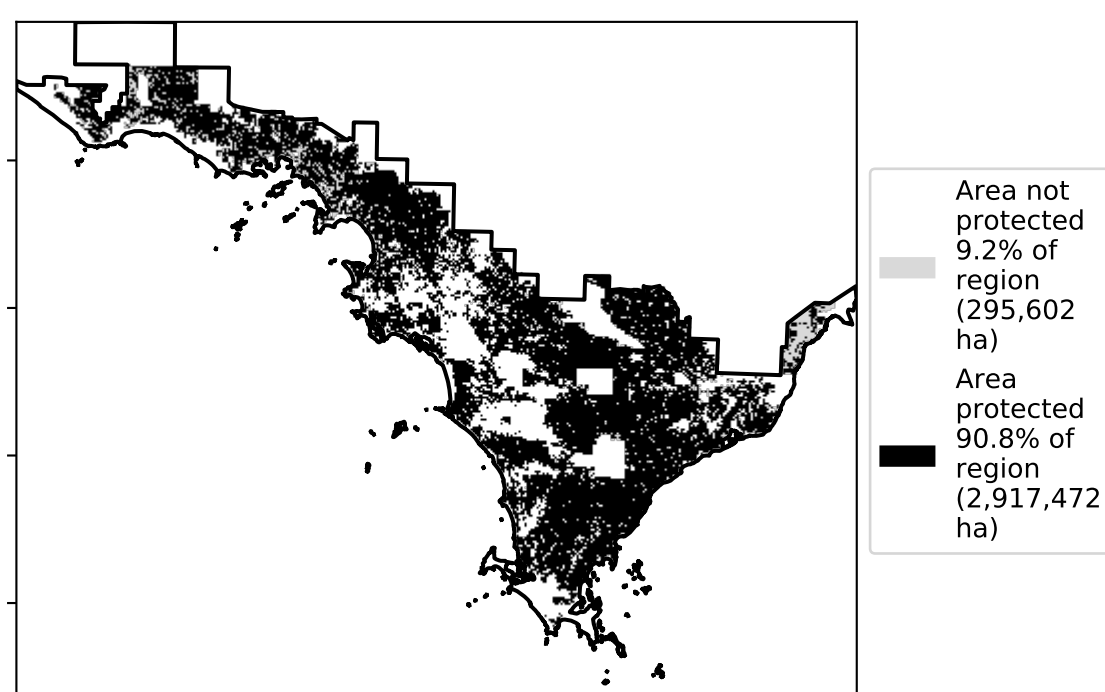 Area not
protected
9.2% of
region
(295,602
ha)
Area
protected
90.8% of
region
(2,917,472
ha)